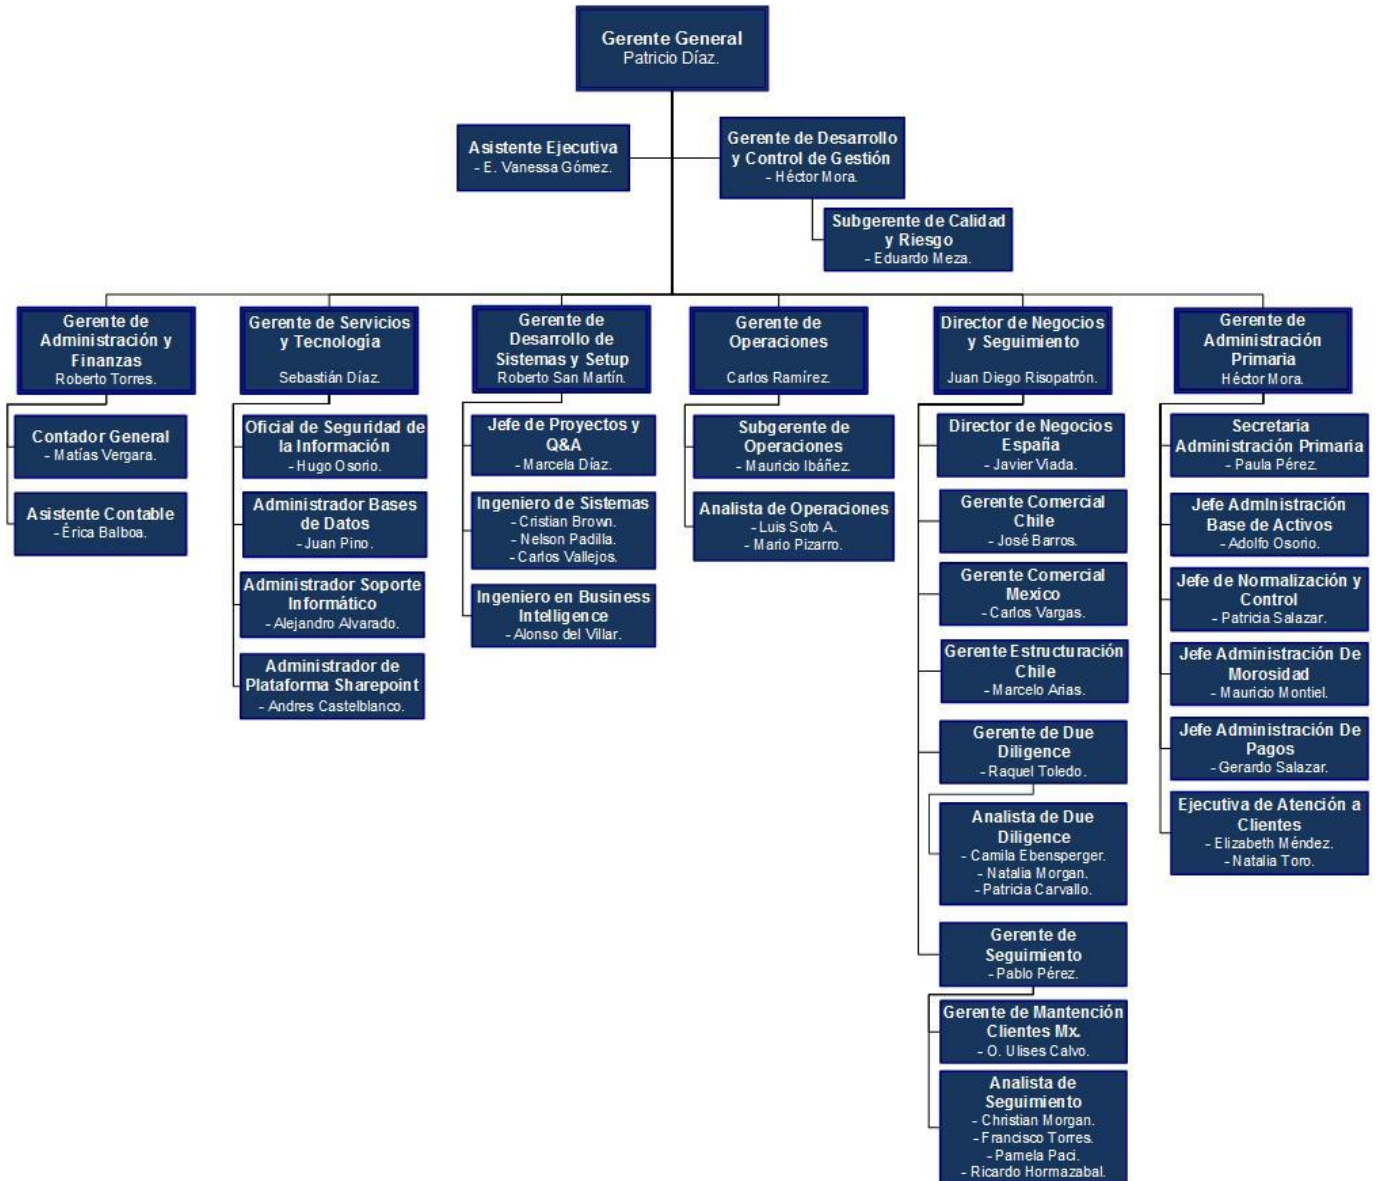 Gerente General
Patricio Díaz.
Asistente Ejecutiva
- E. Vanessa Gómez.
Gerente de Desarrollo
y Control de Gestión
- Héctor Mora.
Subgerente de Calidad
y Riesgo
- Eduardo Meza.
Gerente de
Administración y
Finanzas
Roberto Torres.
Contador General
- Matías Vergara.
Asistente Contable
- Érica Balboa.
Gerente de Servicios
y Tecnología
Sebastián Díaz.
Oficial de Seguridad de
la Información
- Hugo Osorio.
Administrador Bases
de Datos
- Juan Pino.
Administrador Soporte
Informático
- Alejandro Alvarado.
Administrador de
Plataforma Sharepoint
- Andres Castelblanco.
Gerente de
Desarrollo de
Sistemas y Setup
Roberto San Martín.
Jefe de Proyectos y
Q&A
- Marcela Díaz.
Ingeniero de Sistemas
- Cristian Brown.
- Nelson Padilla.
- Carlos Vallejos.
Ingeniero en Business
Intelligence
- Alonso del Villar.
Gerente de
Operaciones
Carlos Ramírez.
Subgerente de
Operaciones
- Mauricio Ibáñez.
Analista de Operaciones
- Luis Soto A.
- Mario Pizarro.
Director de Negocios
y Seguimiento
Juan Diego Risopatrón.
Director de Negocios
España
- Javier Viada.
Gerente Comercial
Chile
- José Barros.
Gerente Comercial
Mexico
- Carlos Vargas.
Gerente Estructuración
Chile
- Marcelo Arias.
Gerente de Due
Diligence
- Raquel Toledo.
Analista de Due
Diligence
- Camila Ebensperger.
- Natalia Morgan.
- Patricia Carvallo.
Gerente de
Seguimiento
- Pablo Pérez.
Gerente de Mantención
Clientes Mx.
- O. Ulises Calvo.
Analista de
Seguimiento
- Christian Morgan.
- Francisco Torres.
- Pamela Paci.
- Ricardo Hormazabal.
Gerente de
Administración
Primaria
Héctor Mora.
Secretaria
Administración Primaria
- Paula Pérez.
Jefe Administración
Base de Activos
- Adolfo Osorio.
Jefe de Normalización y
Control
- Patricia Salazar.
Jefe Administración De
Morosidad
- Mauricio Montiel.
Jefe Administración De
Pagos
- Gerardo Salazar.
Ejecutiva de Atención a
Clientes
- Elizabeth Méndez.
- Natalia Toro.